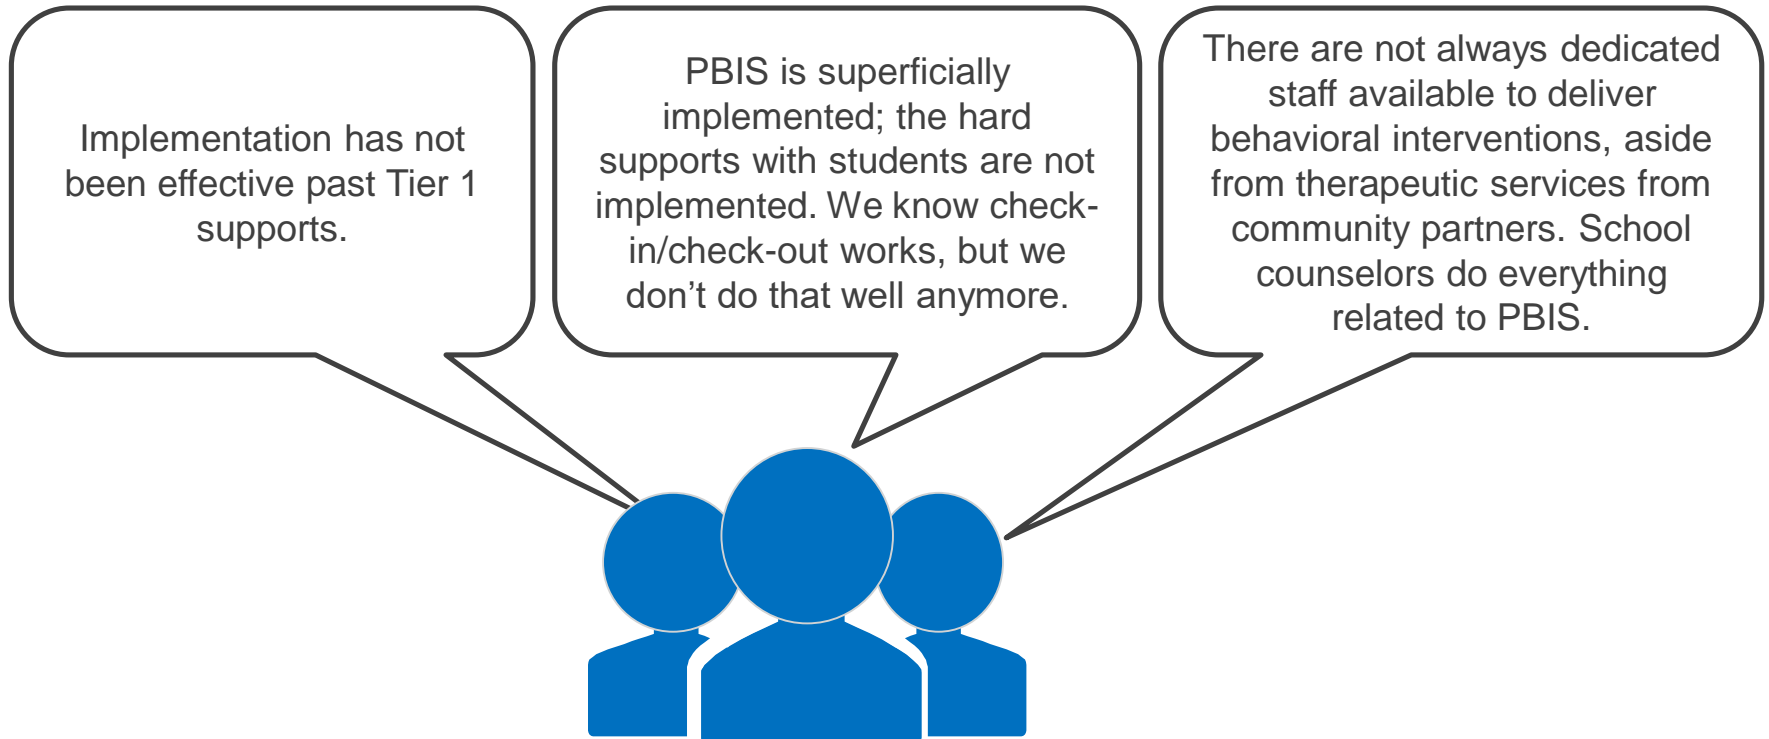 Implementation has not
been effective past Tier 1
supports.
PBIS is superficially
implemented; the hard
supports with students are not
implemented. We know check-
in/check-out works, but we
don’t do that well anymore.
There are not always dedicated
staff available to deliver
behavioral interventions, aside
from therapeutic services from
community partners. School
counselors do everything
related to PBIS.